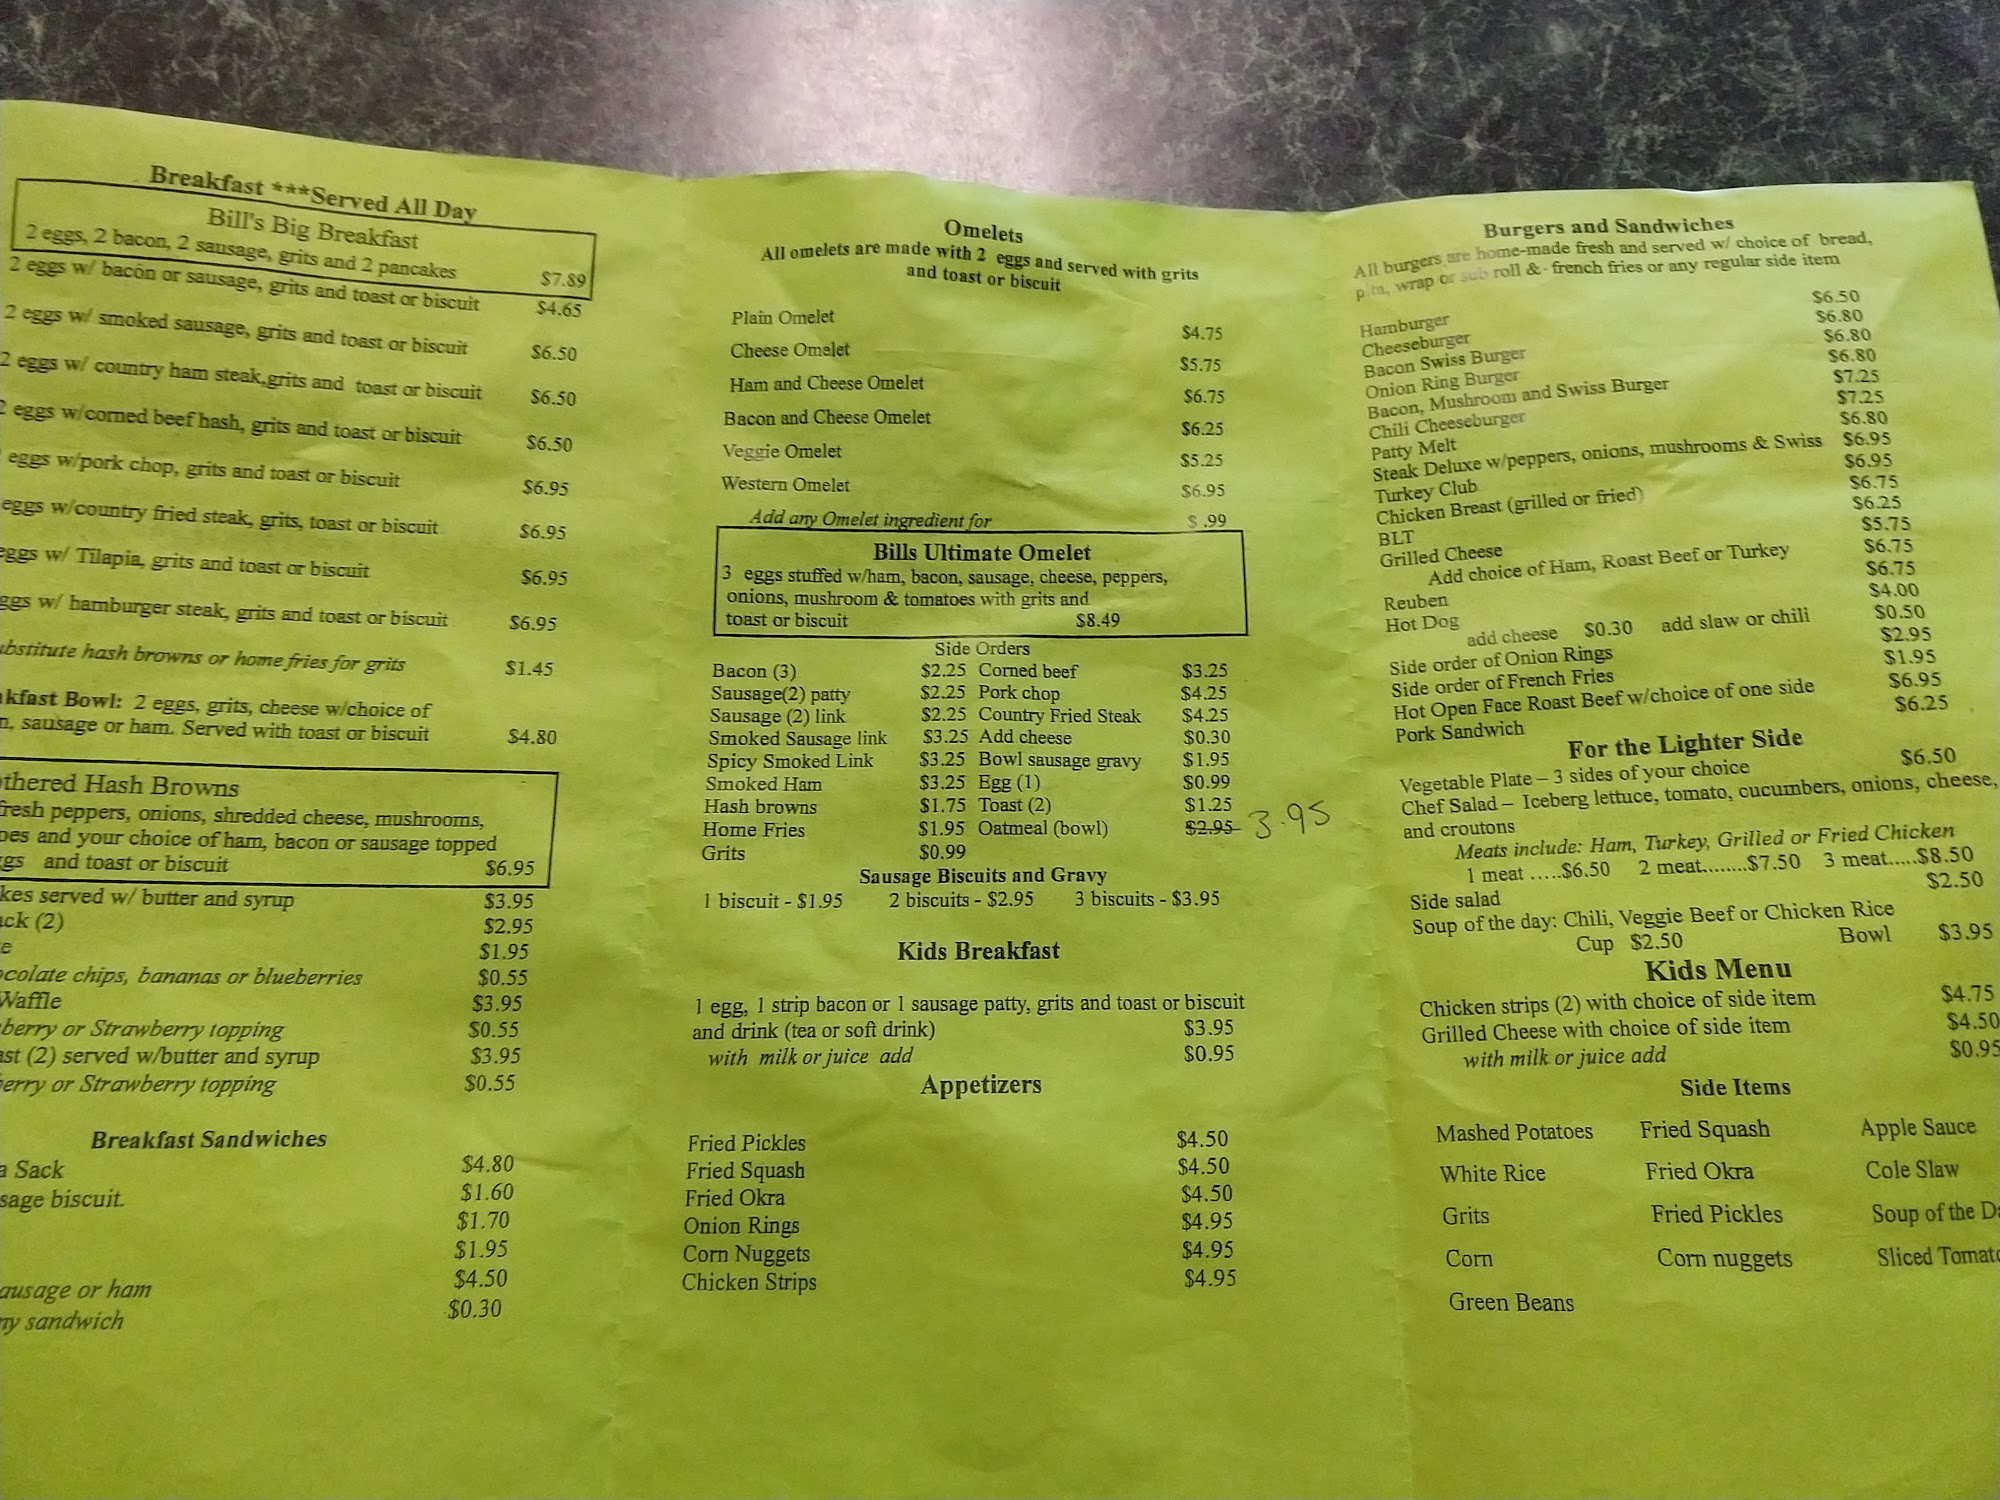 Breakfast ***Served All Day
Bill's Big Breakfast
2 eggs, 2 bacon, 2 sausage, grits and 2 pancakes $7.89
2 eggs w/ bacon or sausage, grits and toast or biscuit $4.65
2 eggs w/ smoked sausage, grits and toast or biscuit $6.50
2 eggs w/ country ham steak,grits and toast or biscuit $6.50
2 eggs w/corned beef hash, grits and toast or biscuit $6.50
eggs w/pork chop, grits and toast or biscuit $6.95
eggs w/country fried steak, grits, toast or biscuit $6.95
eggs w/ Tilapia, grits and toast or biscuit $6.95
ggs w/ hamburger steak, grits and toast or biscuit $6.95
ubstitute hash browns or home fries for grits $1.45
kfast Bowl: 2 eggs, grits, cheese w/choice of
n, sausage or ham. Served with toast or biscuit $4.80
thered Hash Browns
fresh peppers, onions, shredded cheese, mushrooms,
oes and your choice of ham, bacon or sausage topped
ggs and toast or biscuit $6.95
kes served w/ butter and syrup $3.95
ack (2) $2.95
e $1.95
ocolate chips, bananas or blueberries $0.55
Waffle $3.95
berry or Strawberry topping $0.55
ast (2) served w/butter and syrup $3.95
berry or Strawberry topping $0.55
Breakfast Sandwiches
a Sack $4.80
sage biscuit. $1.60
$1.70
$1.95
ausage or ham $4.50
ny sandwich $0.30
Omelets
All omelets are made with 2 eggs and served with grits
and toast or biscuit
Plain Omelet $4.75
Cheese Omelet $5.75
Ham and Cheese Omelet $6.75
Bacon and Cheese Omelet $6.25
Veggie Omelet $5.25
Western Omelet $6.95
Add any Omelet ingredient for $ .99
Bills Ultimate Omelet
3 eggs stuffed w/ham, bacon, sausage, cheese, peppers,
onions, mushroom & tomatoes with grits and
toast or biscuit $8.49
Side Orders
Bacon (3) $2.25 Corned beef $3.25
Sausage(2) patty $2.25 Pork chop $4.25
Sausage (2) link $2.25 Country Fried Steak $4.25
Smoked Sausage link $3.25 Add cheese $0.30
Spicy Smoked Link $3.25 Bowl sausage gravy $1.95
Smoked Ham $3.25 Egg (1) $0.99
Hash browns $1.75 Toast (2) $1.25
Home Fries $1.95 Oatmeal (bowl) $2.95 3.95
Grits $0.99
Sausage Biscuits and Gravy
1 biscuit - $1.95 2 biscuits - $2.95 3 biscuits - $3.95
Kids Breakfast
1 egg, 1 strip bacon or 1 sausage patty, grits and toast or biscuit
and drink (tea or soft drink) $3.95
with milk or juice add $0.95
Appetizers
Fried Pickles $4.50
Fried Squash $4.50
Fried Okra $4.50
Onion Rings $4.95
Corn Nuggets $4.95
Chicken Strips $4.95
Burgers and Sandwiches
All burgers are home-made fresh and served w/ choice of bread,
pita, wrap or sub roll & french fries or any regular side item
Hamburger $6.50
Cheeseburger $6.80
Bacon Swiss Burger $6.80
Onion Ring Burger $6.80
Bacon, Mushroom and Swiss Burger $7.25
Chili Cheeseburger $7.25
Patty Melt $6.80
Steak Deluxe w/peppers, onions, mushrooms & Swiss $6.95
Turkey Club $6.95
Chicken Breast (grilled or fried) $6.75
BLT $6.25
Grilled Cheese $5.75
Add choice of Ham, Roast Beef or Turkey $6.75
Reuben $6.75
Hot Dog $4.00
add cheese $0.30 add slaw or chili $0.50
Side order of Onion Rings $2.95
Side order of French Fries $1.95
Hot Open Face Roast Beef w/choice of one side $6.95
Pork Sandwich $6.25
For the Lighter Side
Vegetable Plate – 3 sides of your choice $6.50
Chef Salad – Iceberg lettuce, tomato, cucumbers, onions, cheese,
and croutons
Meats include: Ham, Turkey, Grilled or Fried Chicken
1 meat .....$6.50 2 meat........$7.50 3 meat.....$8.50
Side salad $2.50
Soup of the day: Chili, Veggie Beef or Chicken Rice
Cup $2.50 Bowl $3.95
Kids Menu
Chicken strips (2) with choice of side item $4.75
Grilled Cheese with choice of side item $4.50
with milk or juice add $0.95
Side Items
Mashed Potatoes Fried Squash Apple Sauce
White Rice Fried Okra Cole Slaw
Grits Fried Pickles Soup of the Da
Corn Corn nuggets Sliced Tomato
Green Beans